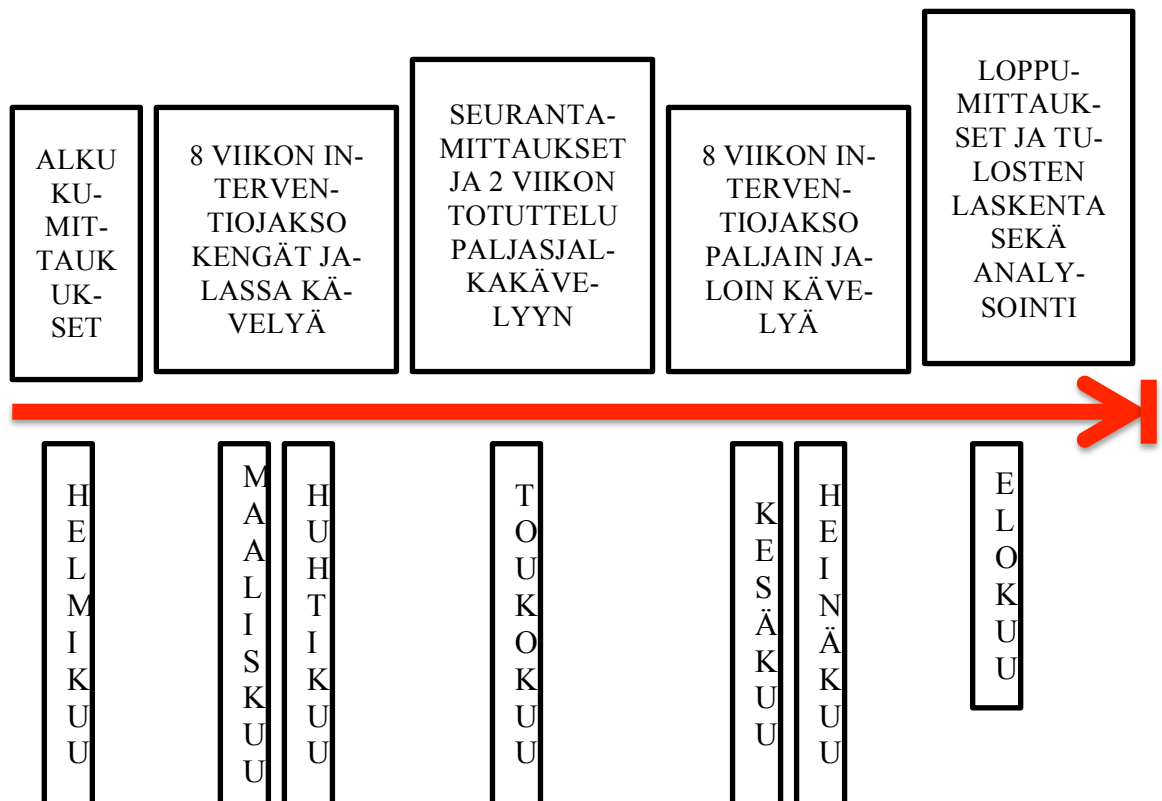 ALKU
KU-
MIT-
TAUK
UK-
SET
8 VIIKON IN-
TERVEN-
TIOJAKSO
KENGÄT JA-
LASSA KÄ-
VELYÄ
SEURANTA-
MITTAUKSET
JA 2 VIIKON
TOTUTTELU
PALJASJAL-
KAKÄVE-
LYYN
8 VIIKON IN-
TERVEN-
TIOJAKSO
PALJAIN JA-
LOIN KÄVE-
LYÄ
LOPPU-
MITTAUK-
SET JA TU-
LOSTEN
LASKENTA
SEKÄ
ANALY-
SOINTI
HELMIKUU
MAALISKUU
HUHTIKUU
TOUKOKUU
KESÄKUU
HEINÄKUU
ELOKUU